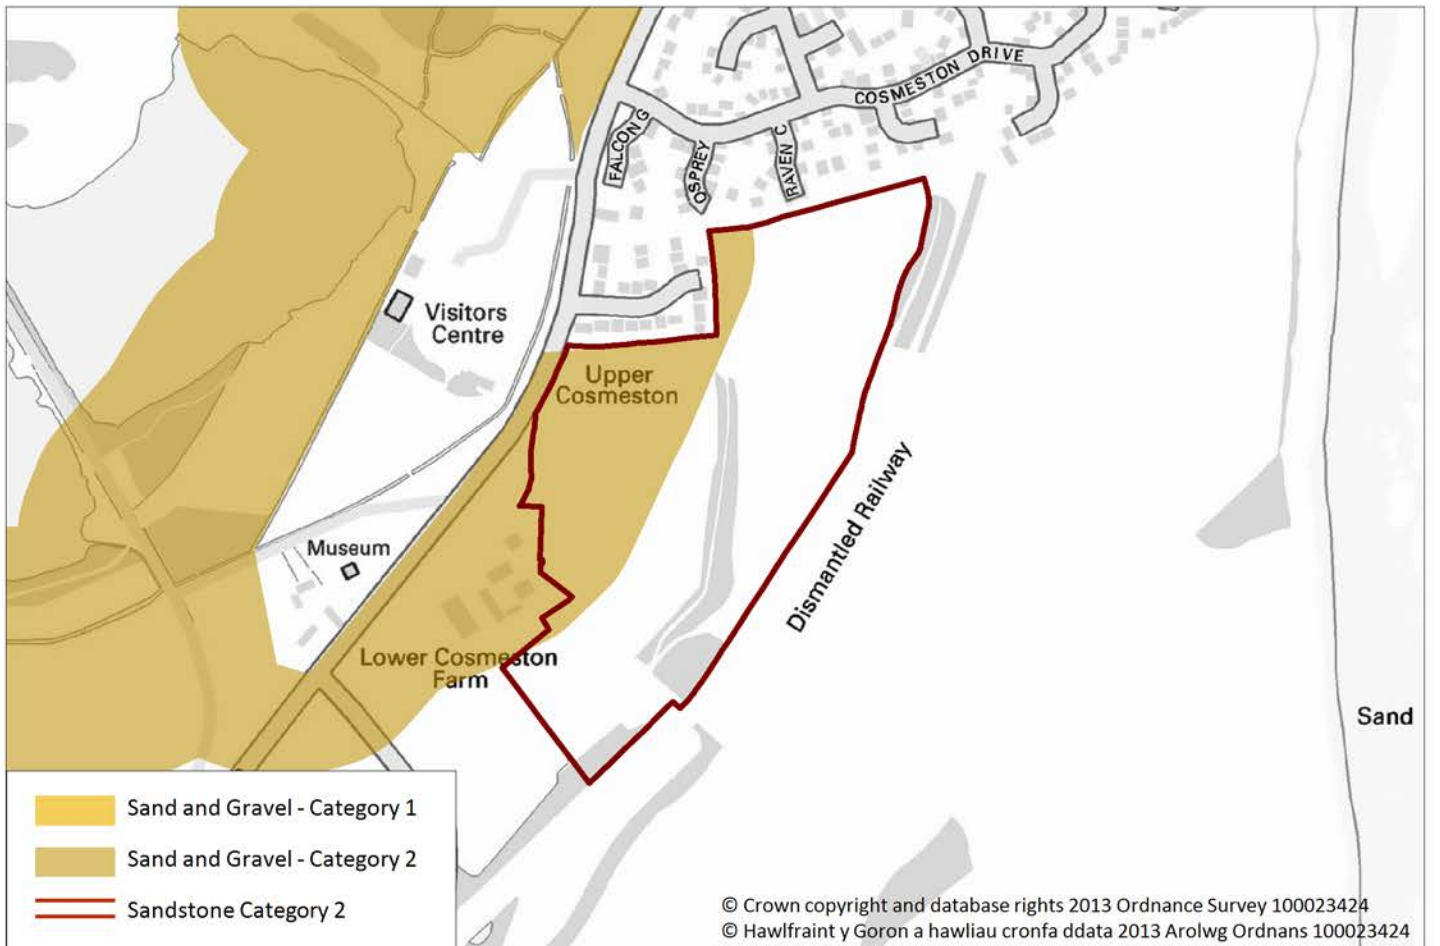 COSMESTON DRIVE
FALCON G
OSPREY
RAVEN C
Visitors
Centre
Upper
Cosmeston
Dismantled Railway
Museum
Lower Cosmeston
Farm
Sand
Sand and Gravel - Category 1
Sand and Gravel - Category 2
Sandstone Category 2
© Crown copyright and database rights 2013 Ordnance Survey 100023424
© Hawlfraint y Goron a hawliau cronfa ddata 2013 Arolwg Ordnans 100023424